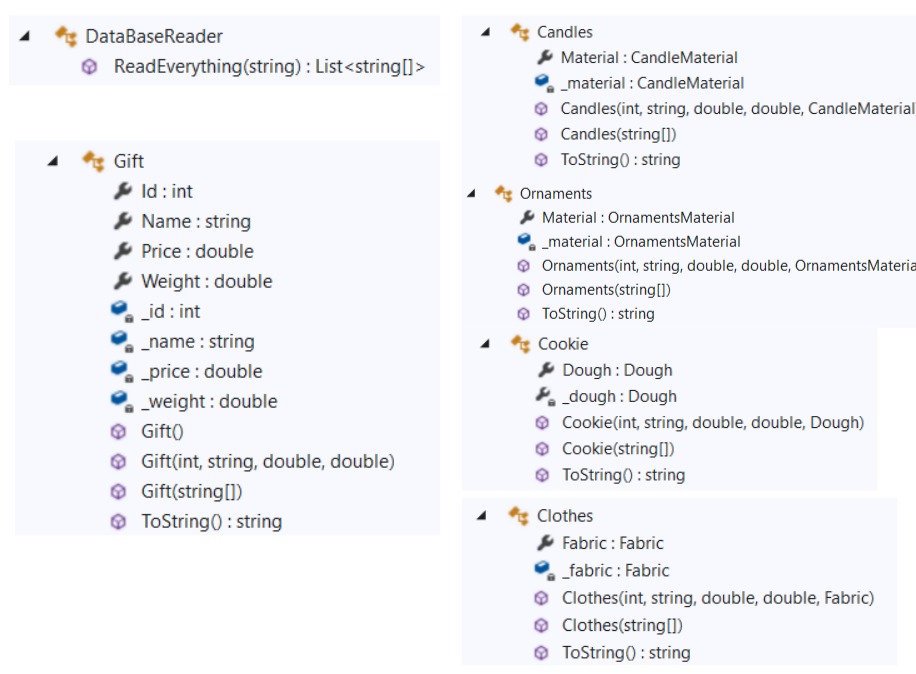 DataBaseReader
ReadEverything(string) : List<string[]>
Gift
Id : int
Name : string
Price : double
Weight : double
_id : int
_name : string
_price : double
_weight : double
Gift()
Gift(int, string, double, double)
Gift(string[])
ToString() : string
Candles
Material : CandleMaterial
_material : CandleMaterial
Candles(int, string, double, double, CandleMaterial
Candles(string[])
ToString() : string
Ornaments
Material : OrnamentsMaterial
_material : OrnamentsMaterial
Ornaments(int, string, double, double, OrnamentsMateria
Ornaments(string[])
ToString() : string
Cookie
Dough : Dough
_dough : Dough
Cookie(int, string, double, double, Dough)
Cookie(string[])
ToString() : string
Clothes
Fabric : Fabric
_fabric : Fabric
Clothes(int, string, double, double, Fabric)
Clothes(string[])
ToString() : string